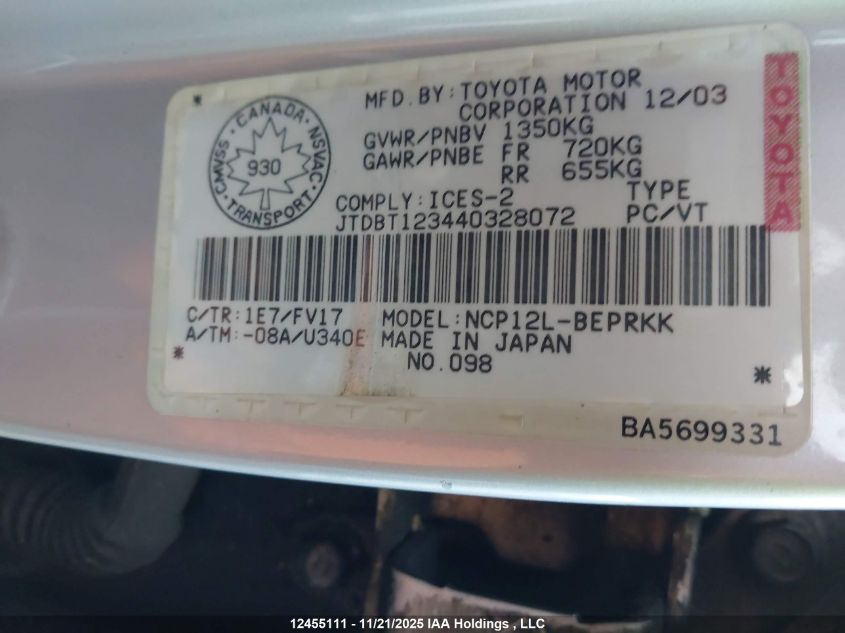 MFD. BY: TOYOTA MOTOR
CORPORATION 12/03
GVWR/PNBV 1350KG
GAWR/PNBE FR 720KG
RR 655KG
COMPLY: ICES-2 TYPE
JTDBT123440328072 PC/VT
CANADA
CMVSS NSVAC
930
TRANSPORT
TOYOTA
C/TR: 1E7/FV17 MODEL: NCP12L-BEPRKK
A/TM: -08A/U340E MADE IN JAPAN
NO. 098
BA5699331
12455111 - 11/21/2025 IAA Holdings , LLC